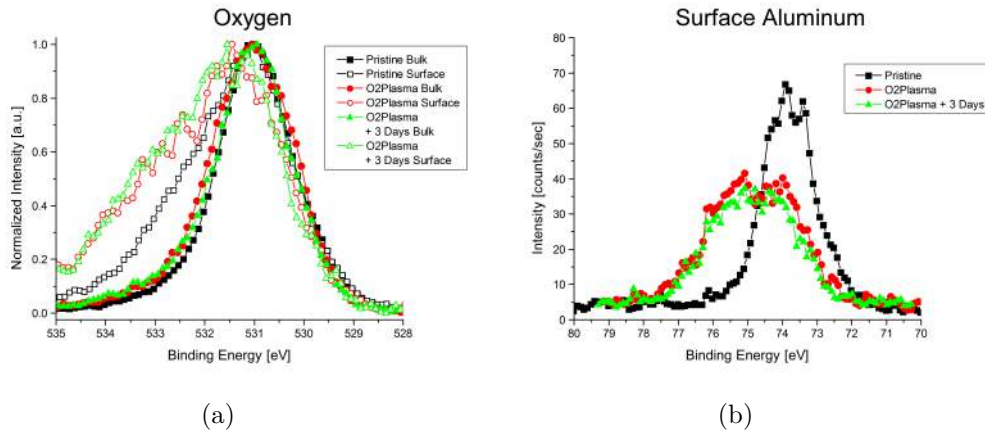 Oxygen
Normalized Intensity [a.u.]
1.0
0.8
0.6
0.4
0.2
0.0
535
534
533
532
531
530
529
528
Binding Energy [eV]
Pristine Bulk
Pristine Surface
O2Plasma Bulk
O2Plasma Surface
O2Plasma
+ 3 Days Bulk
O2Plasma
+ 3 Days Surface
(a)
Surface Aluminum
Intensity [counts/sec]
80
70
60
50
40
30
20
10
0
80
79
78
77
76
75
74
73
72
71
70
Binding Energy [eV]
Pristine
O2Plasma
O2Plasma + 3 Days
(b)